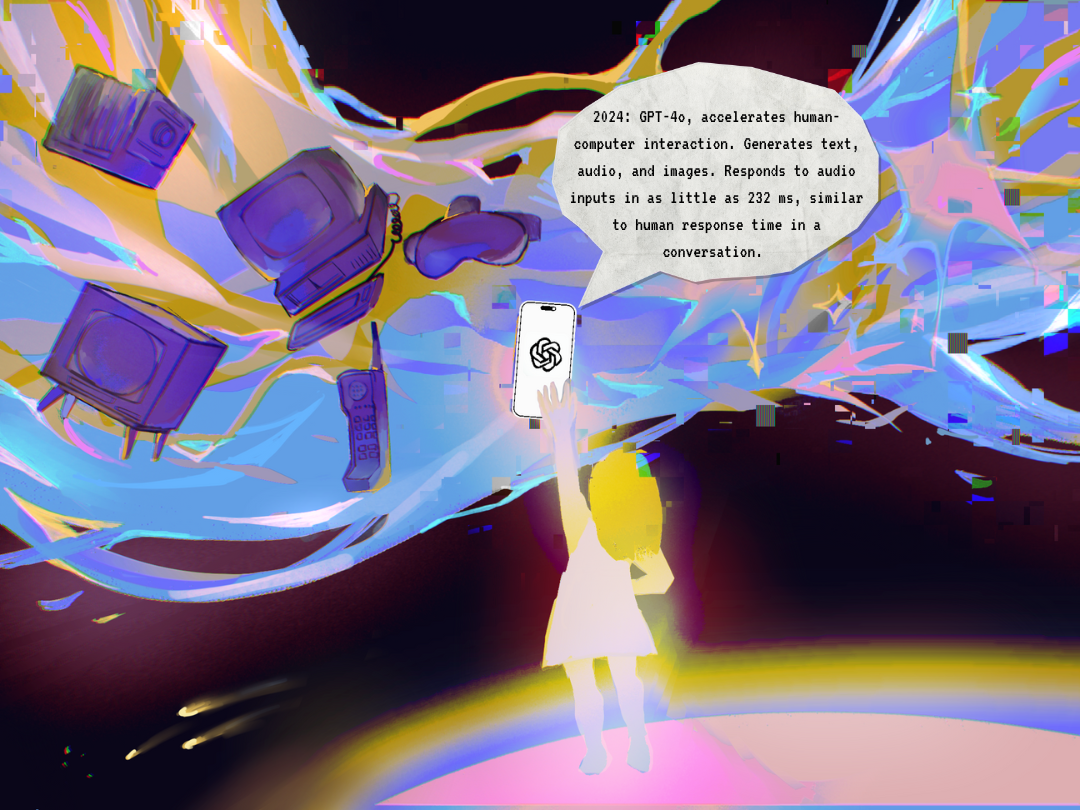 2024: GPT-4o, accelerates human-
computer interaction. Generates text,
audio, and images. Responds to audio
inputs in as little as 232 ms, similar
to human response time in a
conversation.